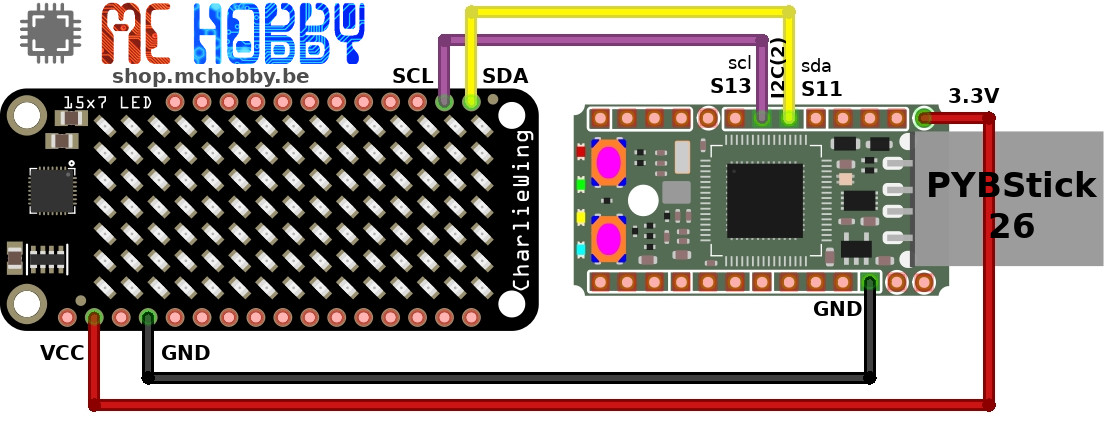 MC HOBBY
shop.mchobby.be
SCL
SDA
scl
S13
I2C(2)
sda
S11
3.3V
15x7 LED
CharlieWing
PYBStick
26
VCC
GND
GND